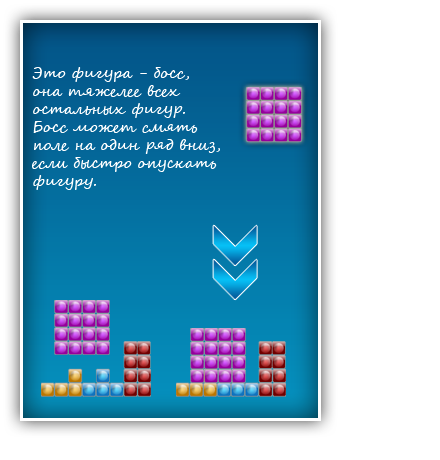 Это фигура - босс,
она тяжелее всех
остальных фигур.
Босс может смять
поле на один ряд вниз,
если быстро опускать
фигуру.